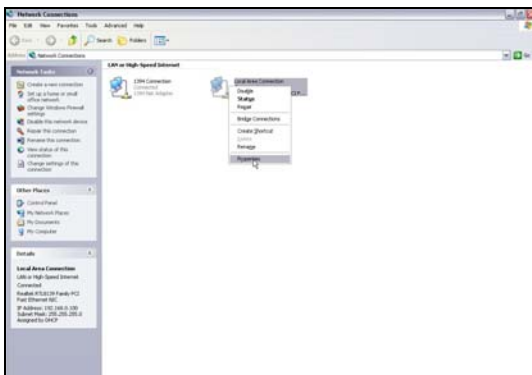 Network Connections
File Edit View Favorites Tools Advanced Help
Back Search Folders
Address Network Connections Go
Network Tasks
Create a new connection
Set up a home or small
office network
Change Windows Firewall
settings
Disable this network device
Repair this connection
Rename this connection
View status of this
connection
Change settings of this
connection
Other Places
Control Panel
My Network Places
My Documents
My Computer
Details
Local Area Connection
LAN or High-Speed Internet
Connected
Realtek RTL8139 Family PCI
Fast Ethernet NIC
IP Address: 192.168.0.100
Subnet Mask: 255.255.255.0
Assigned by DHCP
LAN or High-Speed Internet
1394 Connection
Connected
1394 Net Adapter
Local Area Connection
Disable
Status
Repair
Bridge Connections
Create Shortcut
Delete
Rename
Properties